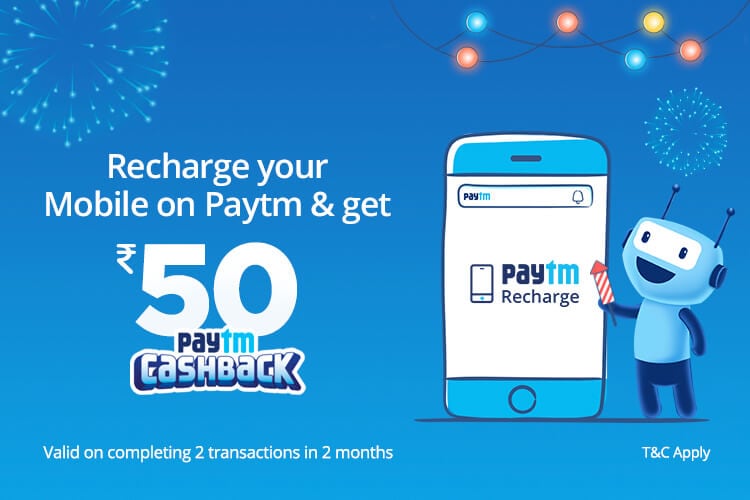 Recharge your
Mobile on Paytm & get
₹50
paytm
CASHBACK
Valid on completing 2 transactions in 2 months
paytm
paytm
Recharge
T&C Apply